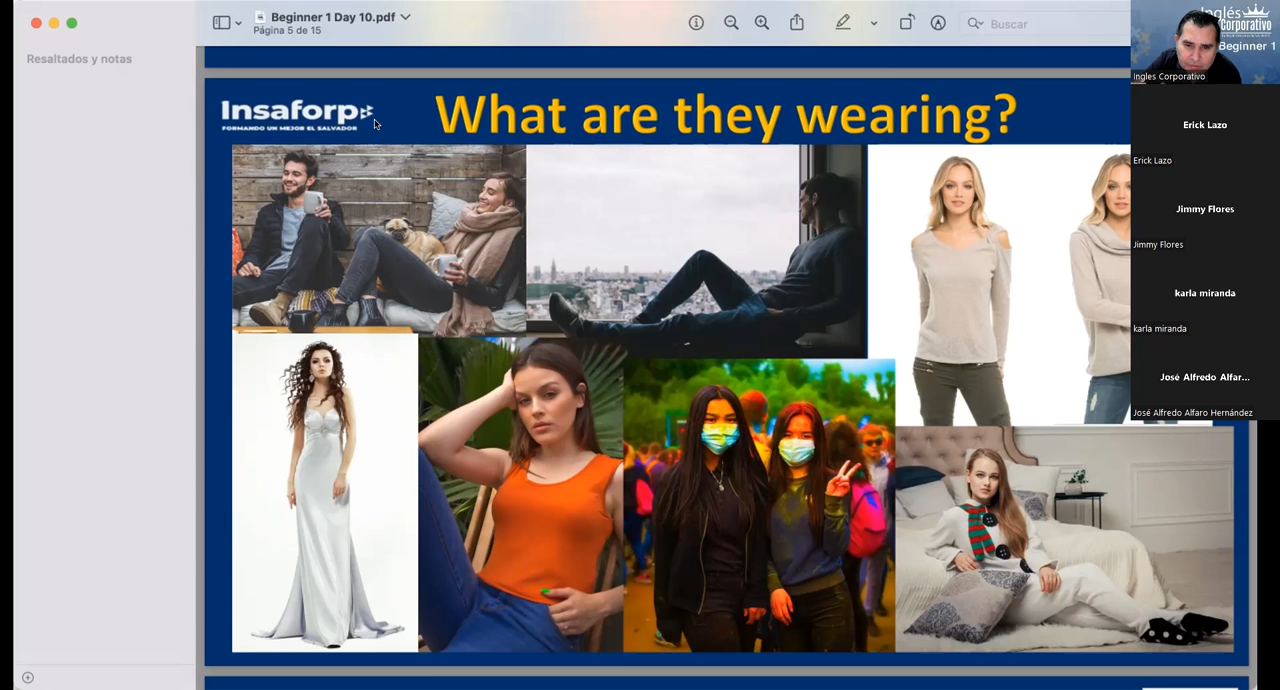 Beginner 1 Day 10.pdf
Página 5 de 15
Buscar
Resaltados y notas
Insaforp
FORMANDO UN MEJOR EL SALVADOR
What are they wearing?
Inglés
Corporativo
Beginner 1
Ingles Corporativo
Erick Lazo
Erick Lazo
Jimmy Flores
Jimmy Flores
karla miranda
karla miranda
José Alfredo Alfar...
José Alfredo Alfaro Hernández